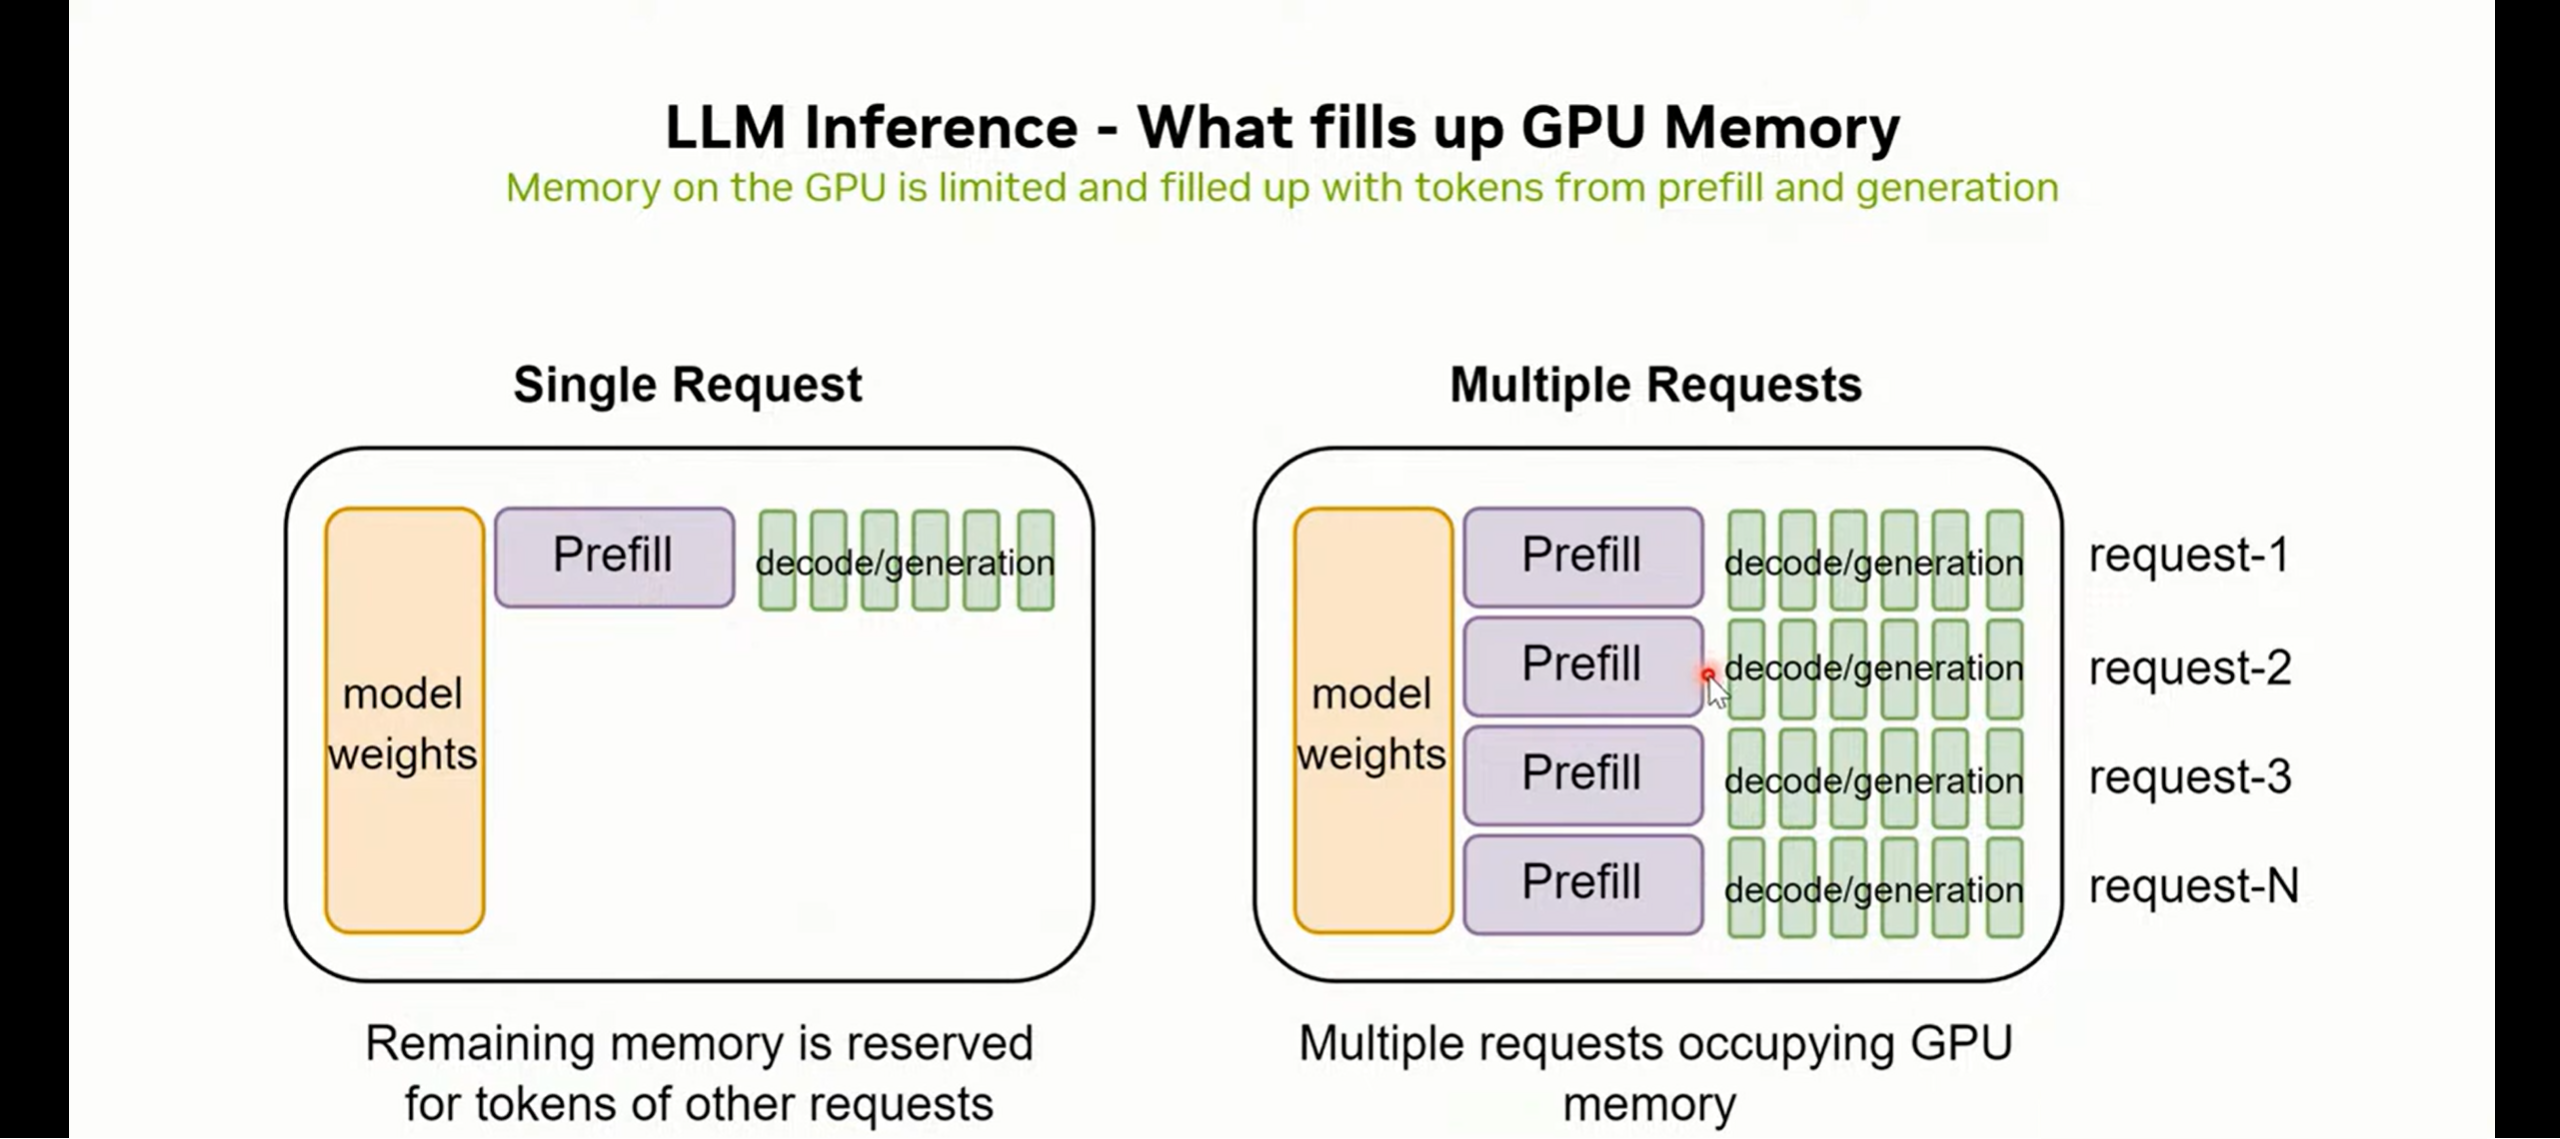 LLM Inference - What fills up GPU Memory
Memory on the GPU is limited and filled up with tokens from prefill and generation
Single Request
model
weights
Prefill
decode/generation
Remaining memory is reserved
for tokens of other requests
Multiple Requests
model
weights
Prefill
decode/generation
request-1
Prefill
decode/generation
request-2
Prefill
decode/generation
request-3
Prefill
decode/generation
request-N
Multiple requests occupying GPU
memory